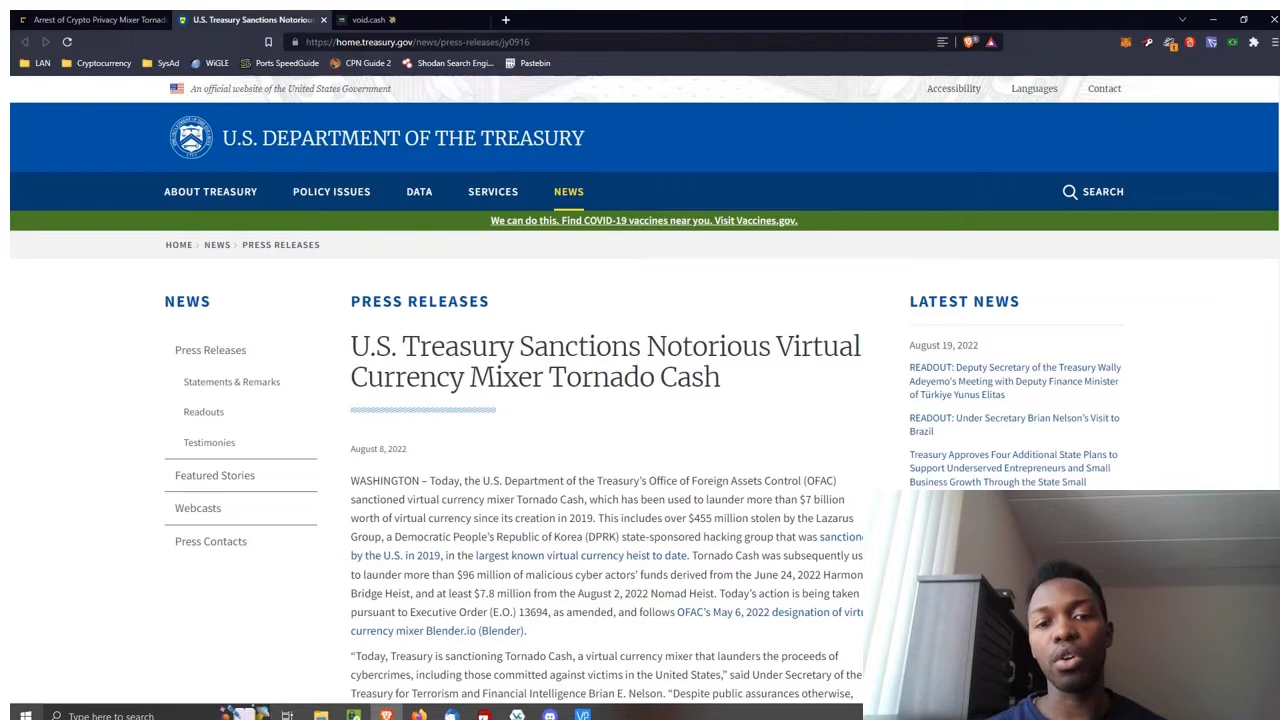 Arrest of Crypto Privacy Mixer Tornad
U.S. Treasury Sanctions Notoriou
void.cash
https://home.treasury.gov/news/press-releases/jy0916
LAN
Cryptocurrency
SysAd
WiGLE
Ports SpeedGuide
CPN Guide 2
Shodan Search Engi...
Pastebin
An official website of the United States Government
Accessibility
Languages
Contact
U.S. DEPARTMENT OF THE TREASURY
ABOUT TREASURY
POLICY ISSUES
DATA
SERVICES
NEWS
SEARCH
We can do this. Find COVID-19 vaccines near you. Visit Vaccines.gov.
HOME > NEWS > PRESS RELEASES
NEWS
Press Releases
Statements & Remarks
Readouts
Testimonies
Featured Stories
Webcasts
Press Contacts
PRESS RELEASES
U.S. Treasury Sanctions Notorious Virtual
Currency Mixer Tornado Cash
August 8, 2022
WASHINGTON – Today, the U.S. Department of the Treasury's Office of Foreign Assets Control (OFAC)
sanctioned virtual currency mixer Tornado Cash, which has been used to launder more than $7 billion
worth of virtual currency since its creation in 2019. This includes over $455 million stolen by the Lazarus
Group, a Democratic People's Republic of Korea (DPRK) state-sponsored hacking group that was sanctione
by the U.S. in 2019, in the largest known virtual currency heist to date. Tornado Cash was subsequently us
to launder more than $96 million of malicious cyber actors' funds derived from the June 24, 2022 Harmon
Bridge Heist, and at least $7.8 million from the August 2, 2022 Nomad Heist. Today's action is being taken
pursuant to Executive Order (E.O.) 13694, as amended, and follows OFAC's May 6, 2022 designation of virtu
currency mixer Blender.io (Blender).
“Today, Treasury is sanctioning Tornado Cash, a virtual currency mixer that launders the proceeds of
cybercrimes, including those committed against victims in the United States,” said Under Secretary of the
Treasury for Terrorism and Financial Intelligence Brian E. Nelson. “Despite public assurances otherwise,
LATEST NEWS
August 19, 2022
READOUT: Deputy Secretary of the Treasury Wally
Adeyemo's Meeting with Deputy Finance Minister
of Türkiye Yunus Elitas
READOUT: Under Secretary Brian Nelson's Visit to
Brazil
Treasury Approves Four Additional State Plans to
Support Underserved Entrepreneurs and Small
Business Growth Through the State Small
Type here to search